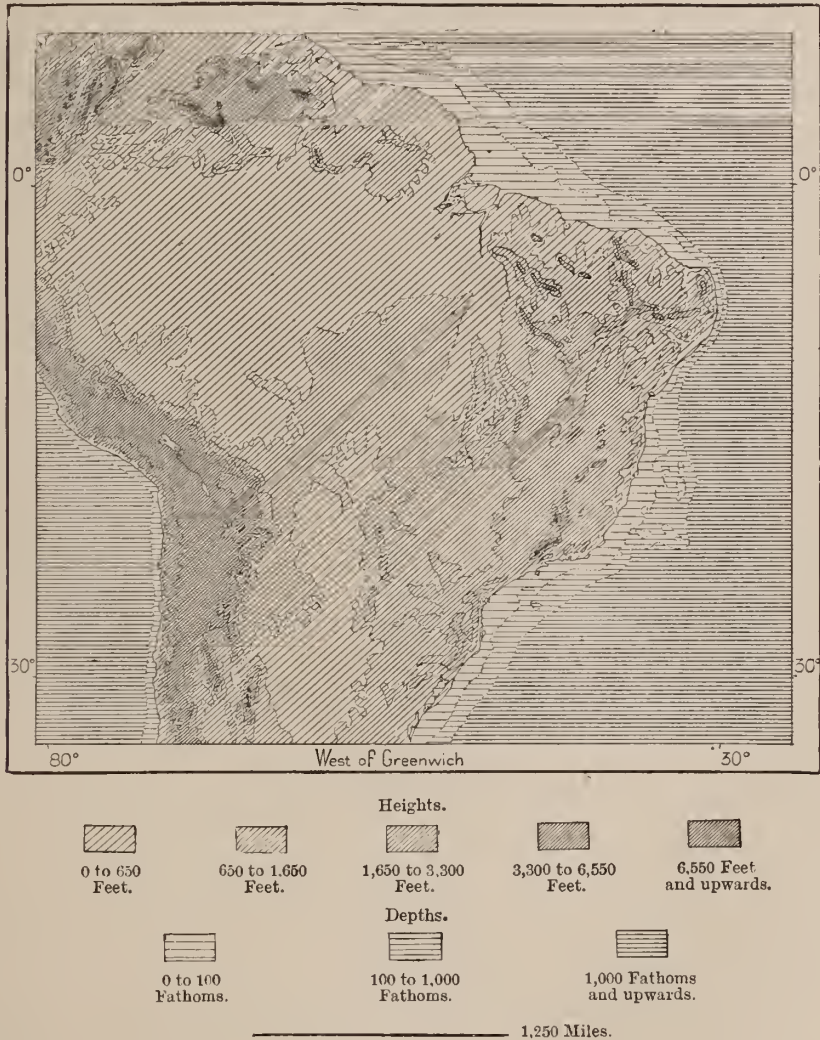 0° 0°
30° 30°
80° West of Greenwich 30°
Heights.
0 to 650 650 to 1,650 1,650 to 3,300 3,300 to 6,550 6,550 Feet
Feet. Feet. Feet. Feet. and upwards.
Depths.
0 to 100 100 to 1,000 1,000 Fathoms
Fathoms. Fathoms. and upwards.
1,250 Miles.